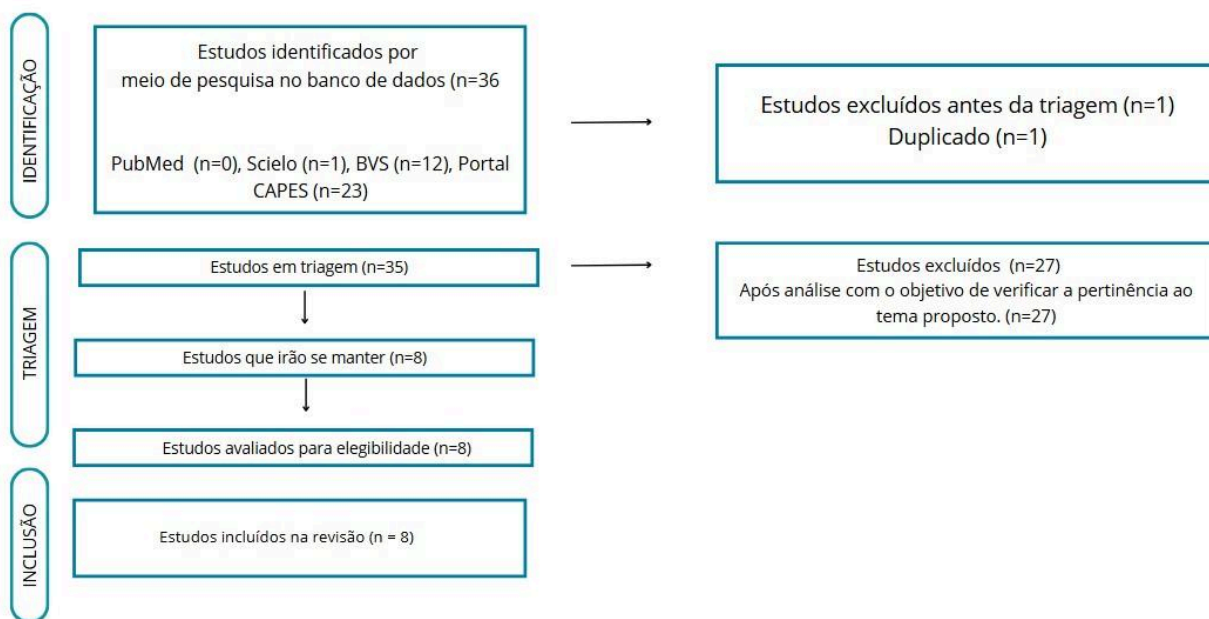 IDENTIFICAÇÃO
Estudos identificados por
meio de pesquisa no banco de dados (n=36
PubMed (n=0), Scielo (n=1), BVS (n=12), Portal
CAPES (n=23)
Estudos excluídos antes da triagem (n=1)
Duplicado (n=1)
TRIAGEM
Estudos em triagem (n=35)
Estudos excluídos (n=27)
Após análise com o objetivo de verificar a pertinência ao
tema proposto. (n=27)
Estudos que irão se manter (n=8)
Estudos avaliados para elegibilidade (n=8)
INCLUSÃO
Estudos incluídos na revisão (n = 8)